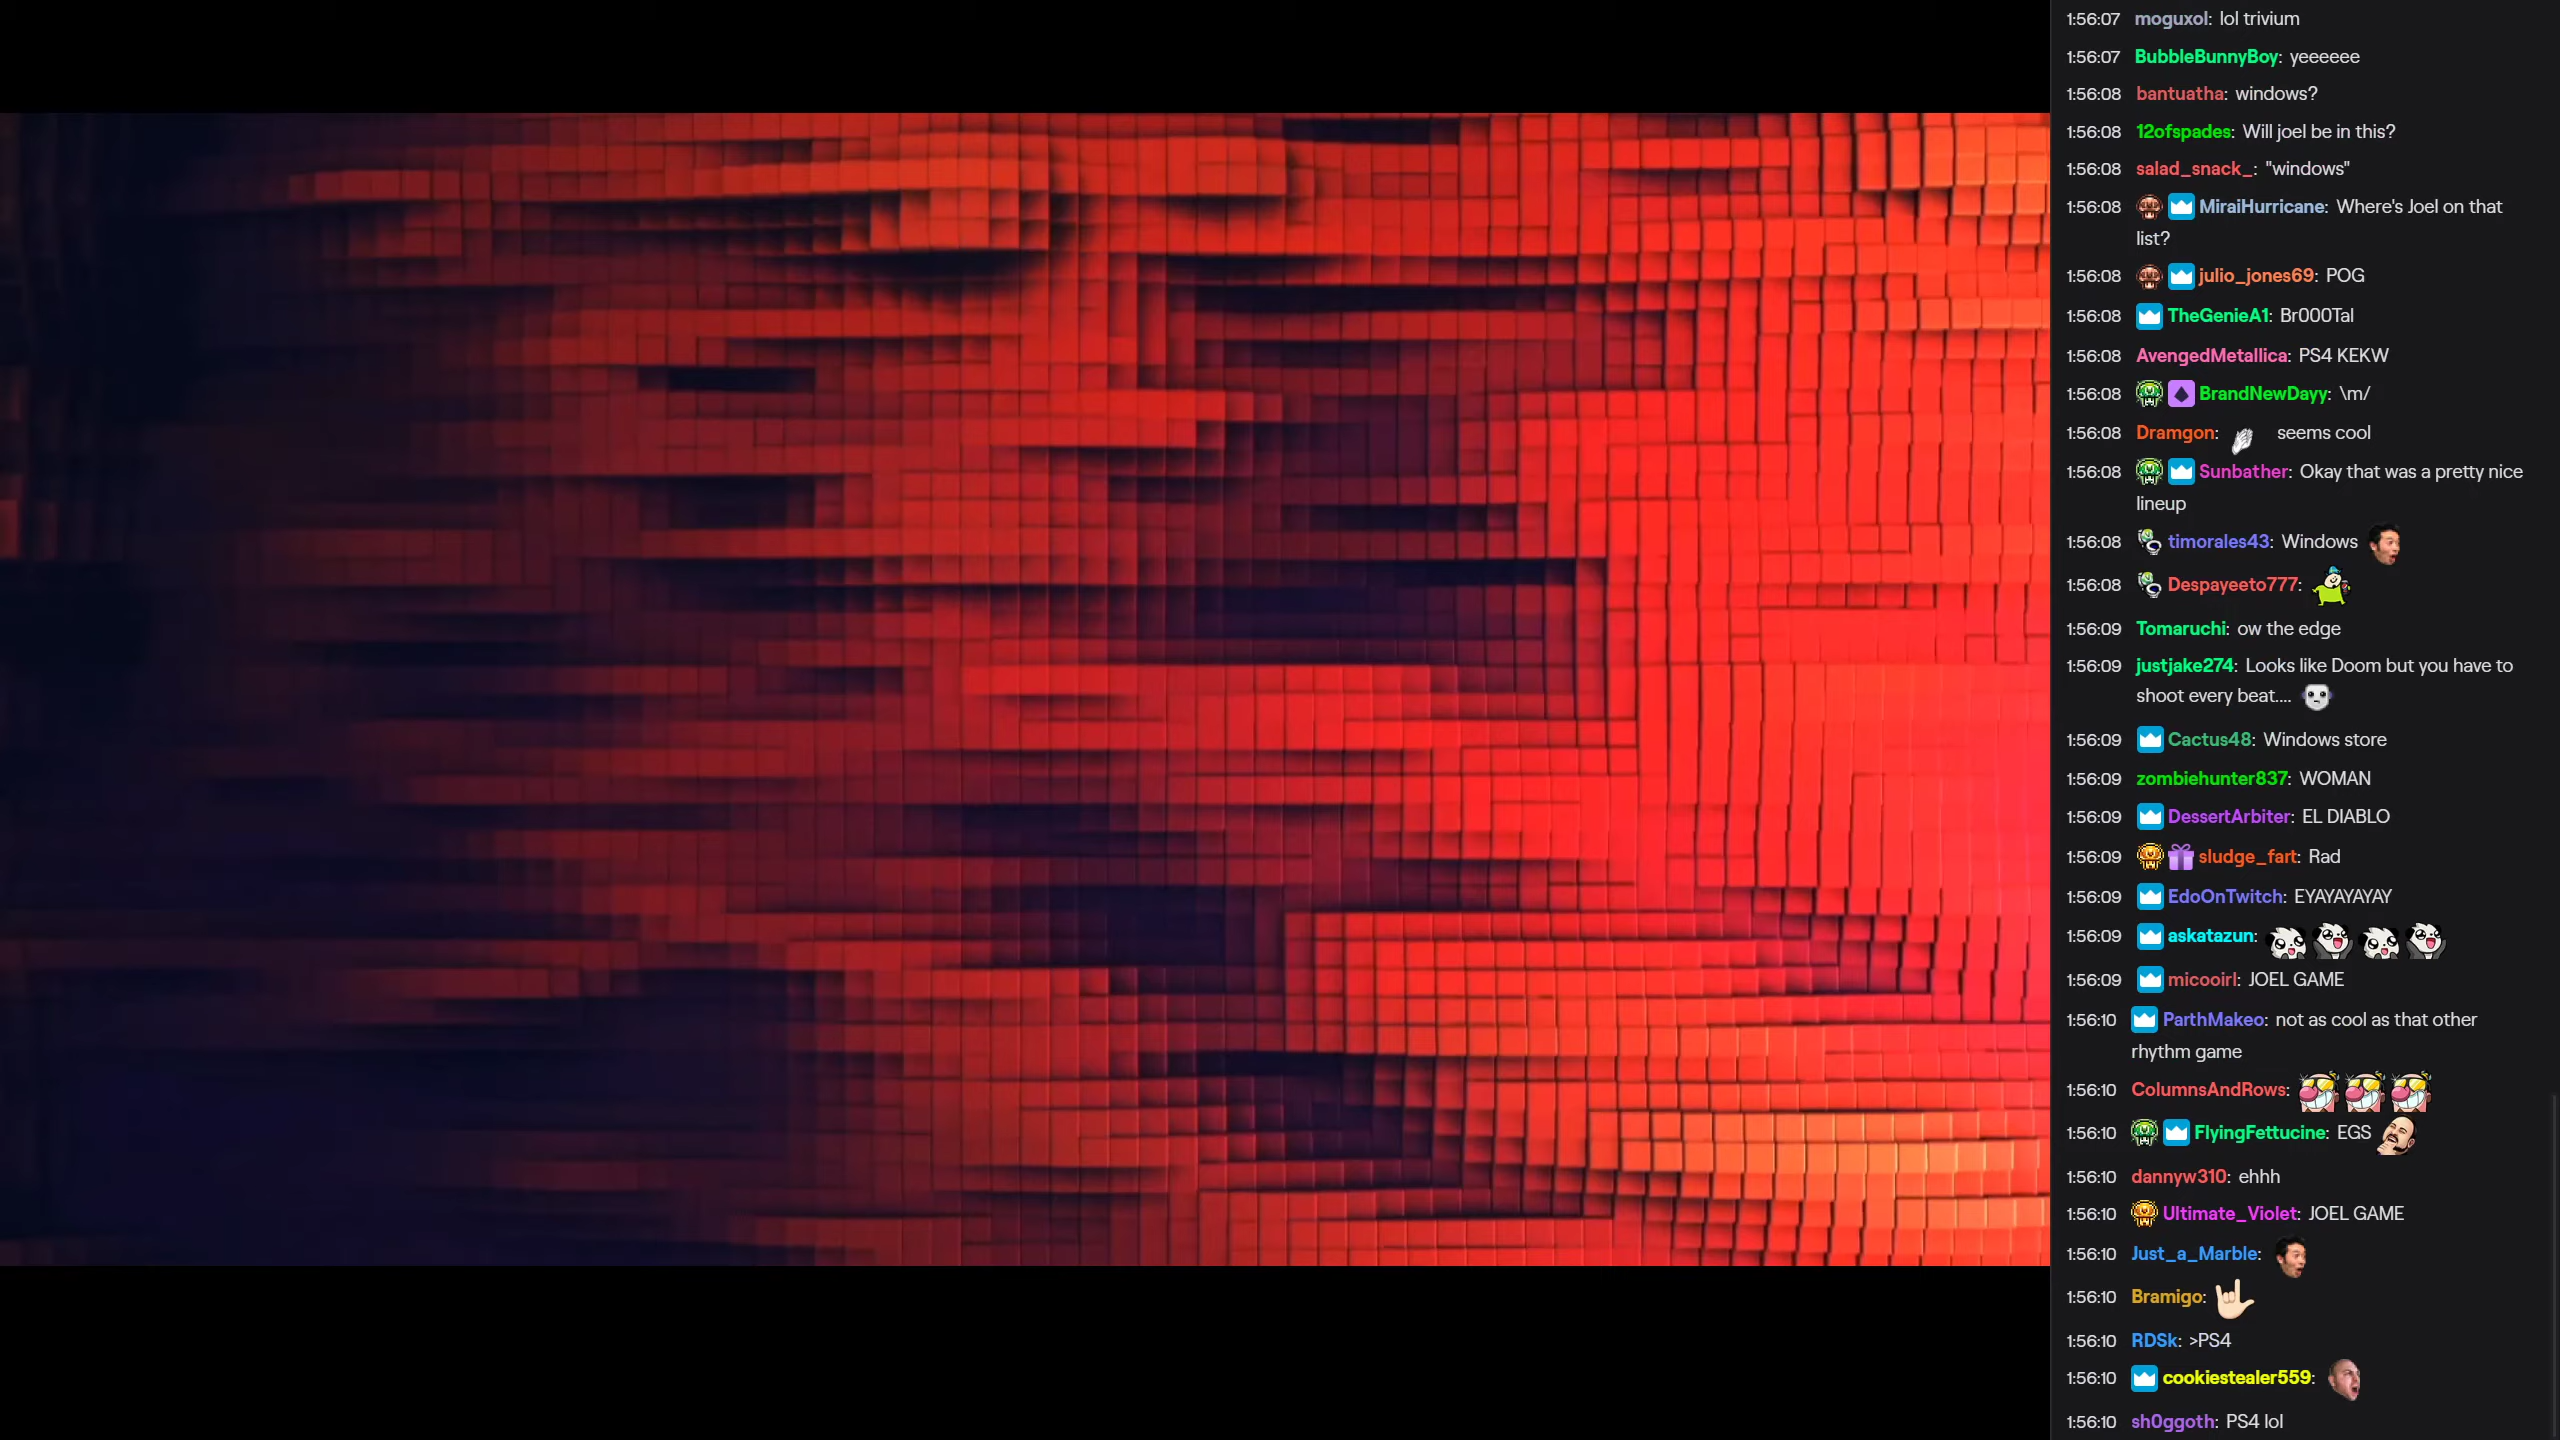 1:56:07 moguxol: lol trivium
1:56:07 BubbleBunnyBoy: yeeeeee
1:56:08 bantuatha: windows?
1:56:08 12ofspades: Will joel be in this?
1:56:08 salad_snack_: "windows"
1:56:08 MiraiHurricane: Where's Joel on that
list?
1:56:08 julio_jones69: POG
1:56:08 TheGenieA1: Br000Tal
1:56:08 AvengedMetallica: PS4 KEKW
1:56:08 BrandNewDayy: \m/
1:56:08 Dramgon: seems cool
1:56:08 Sunbather: Okay that was a pretty nice
lineup
1:56:08 timorales43: Windows
1:56:08 Despayeeto777:
1:56:09 Tomaruchi: ow the edge
1:56:09 justjake274: Looks like Doom but you have to
shoot every beat....
1:56:09 Cactus48: Windows store
1:56:09 zombiehunter837: WOMAN
1:56:09 DessertArbiter: EL DIABLO
1:56:09 sludge_fart: Rad
1:56:09 EdoOnTwitch: EYAYAYAYAY
1:56:09 askatazun:
1:56:09 micooirl: JOEL GAME
1:56:10 ParthMakeo: not as cool as that other
rhythm game
1:56:10 ColumnsAndRows:
1:56:10 FlyingFettucine: EGS
1:56:10 dannyw310: ehhh
1:56:10 Ultimate_Violet: JOEL GAME
1:56:10 Just_a_Marble:
1:56:10 Bramigo:
1:56:10 RDSk: >PS4
1:56:10 cookiestealer559:
1:56:10 sh0ggoth: PS4 lol